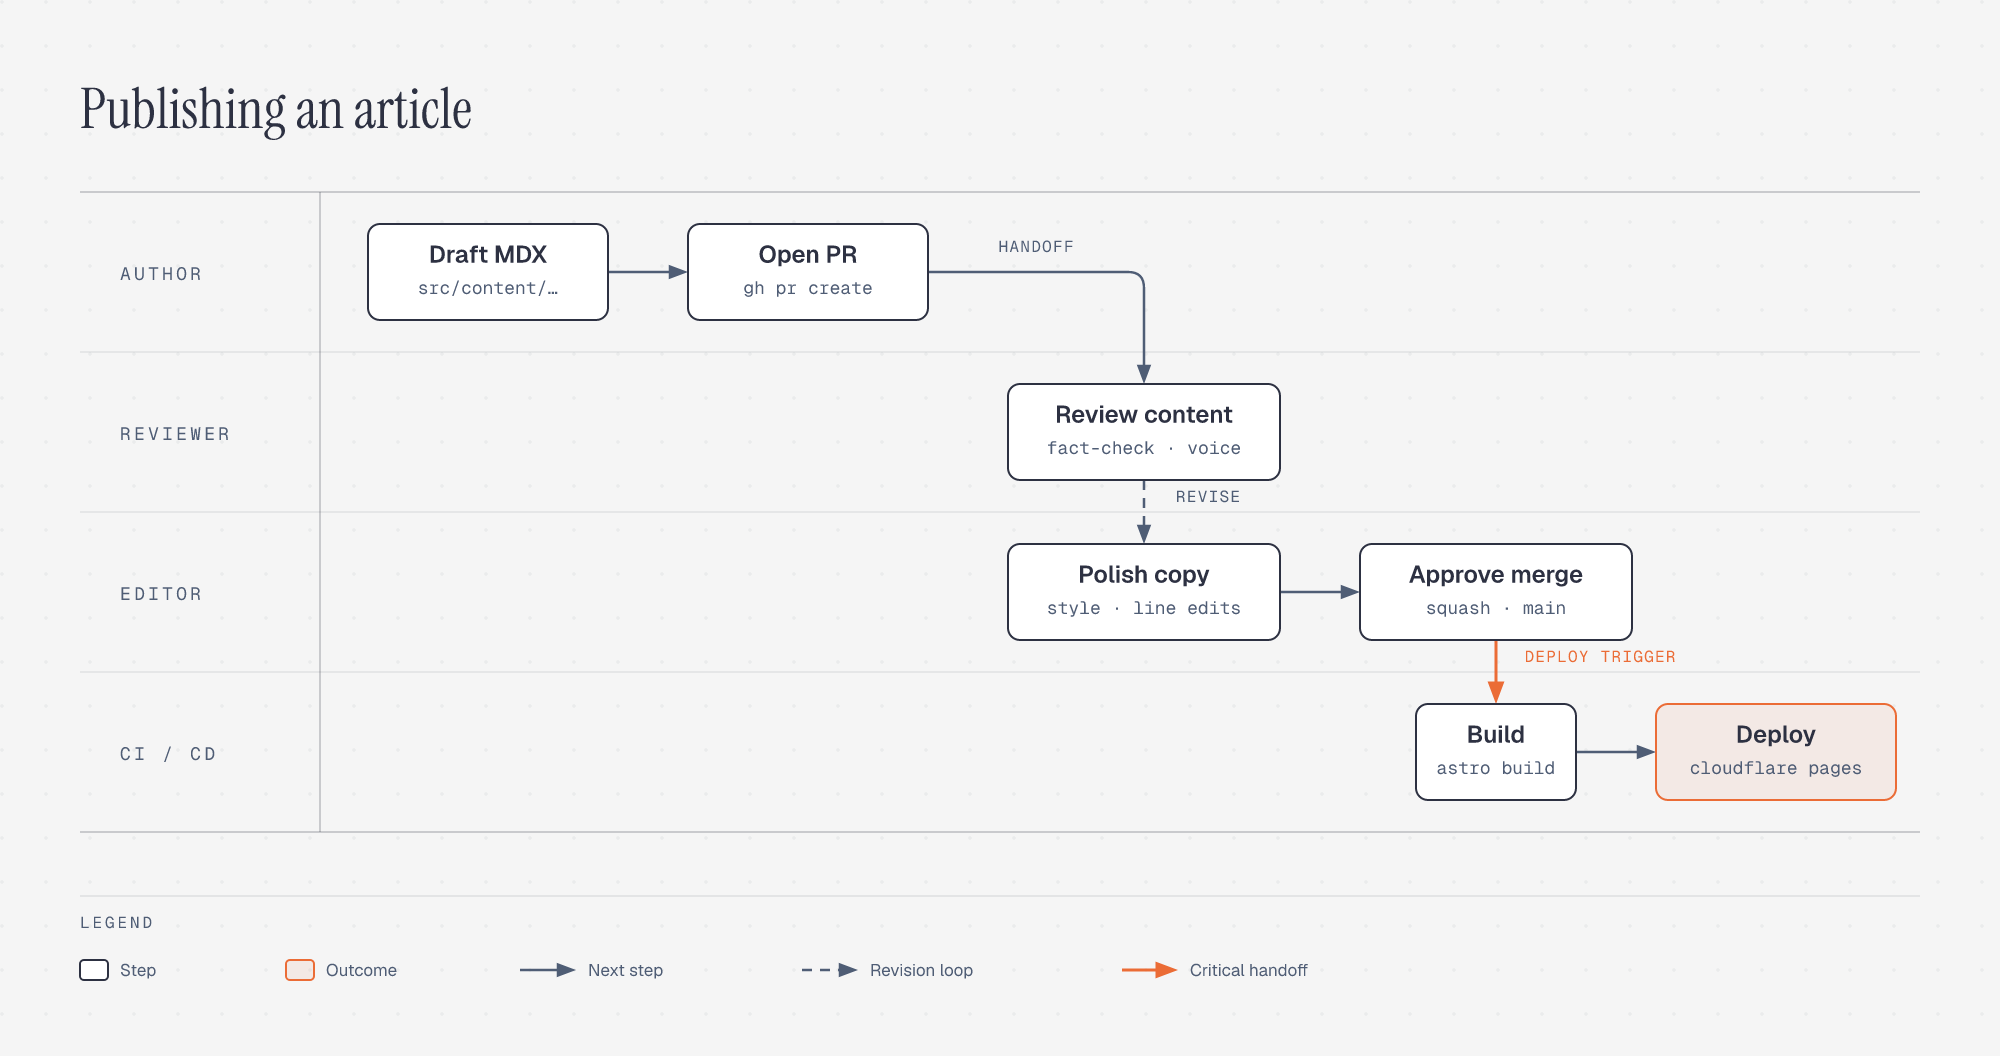 Publishing an article
AUTHOR
Draft MDX
src/content/…
Open PR
gh pr create
HANDOFF
REVIEWER
Review content
fact-check · voice
REVISE
EDITOR
Polish copy
style · line edits
Approve merge
squash · main
DEPLOY TRIGGER
CI / CD
Build
astro build
Deploy
cloudflare pages
LEGEND
Step
Outcome
Next step
Revision loop
Critical handoff